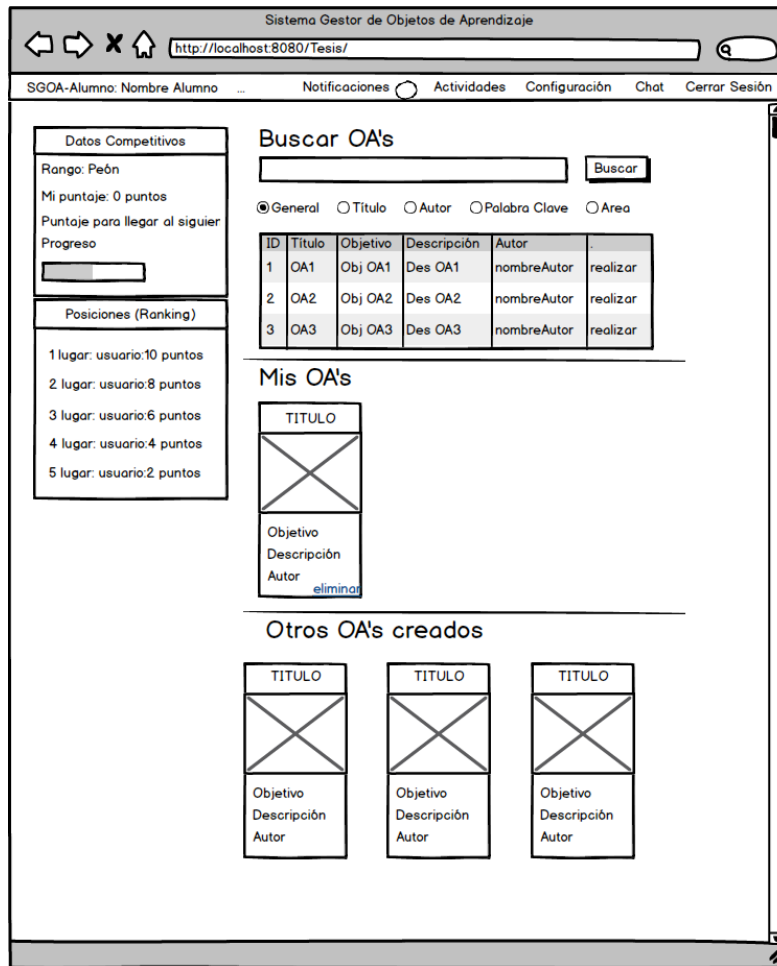 Sistema Gestor de Objetos de Aprendizaje
http://localhost:8080/Tesis/
SGOA-Alumno: Nombre Alumno ... Notificaciones Actividades Configuración Chat Cerrar Sesión
Datos Competitivos
Rango: Peón
Mi puntaje: 0 puntos
Puntaje para llegar al siguier
Progreso
Posiciones (Ranking)
1 lugar: usuario:10 puntos
2 lugar: usuario:8 puntos
3 lugar: usuario:6 puntos
4 lugar: usuario:4 puntos
5 lugar: usuario:2 puntos
Buscar OA's
Buscar
General Título Autor Palabra Clave Area
ID Título Objetivo Descripción Autor .
1 OA1 Obj OA1 Des OA1 nombreAutor realizar
2 OA2 Obj OA2 Des OA2 nombreAutor realizar
3 OA3 Obj OA3 Des OA3 nombreAutor realizar
Mis OA's
TITULO
Objetivo
Descripción
Autor
eliminar
Otros OA's creados
TITULO TITULO TITULO
Objetivo Objetivo Objetivo
Descripción Descripción Descripción
Autor Autor Autor